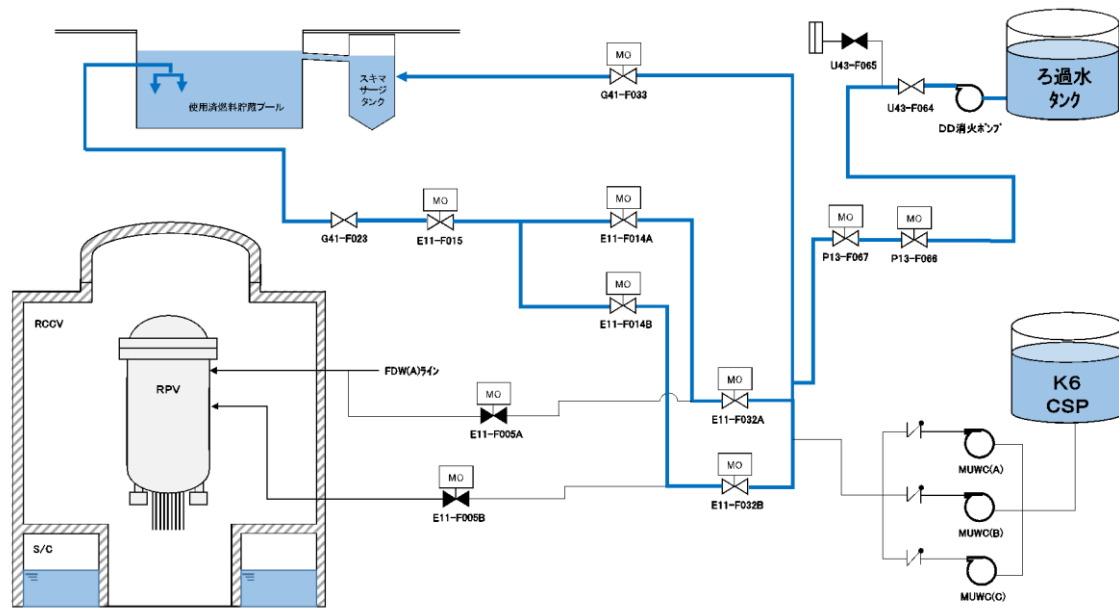 MO
G41-F033
U43-F065
U43-F064
DD消火ポンプ
ろ過水
タンク
使用済燃料貯蔵プール
スキマ
サージ
タンク
G41-F023
MO
E11-F015
MO
E11-F014A
MO
E11-F014B
MO
P13-F067
MO
P13-F066
RCCV
RPV
FDW(A)ライン
MO
E11-F005A
MO
E11-F032A
K6
CSP
MO
E11-F005B
MO
E11-F032B
MUWC(A)
MUWC(B)
MUWC(C)
S/C